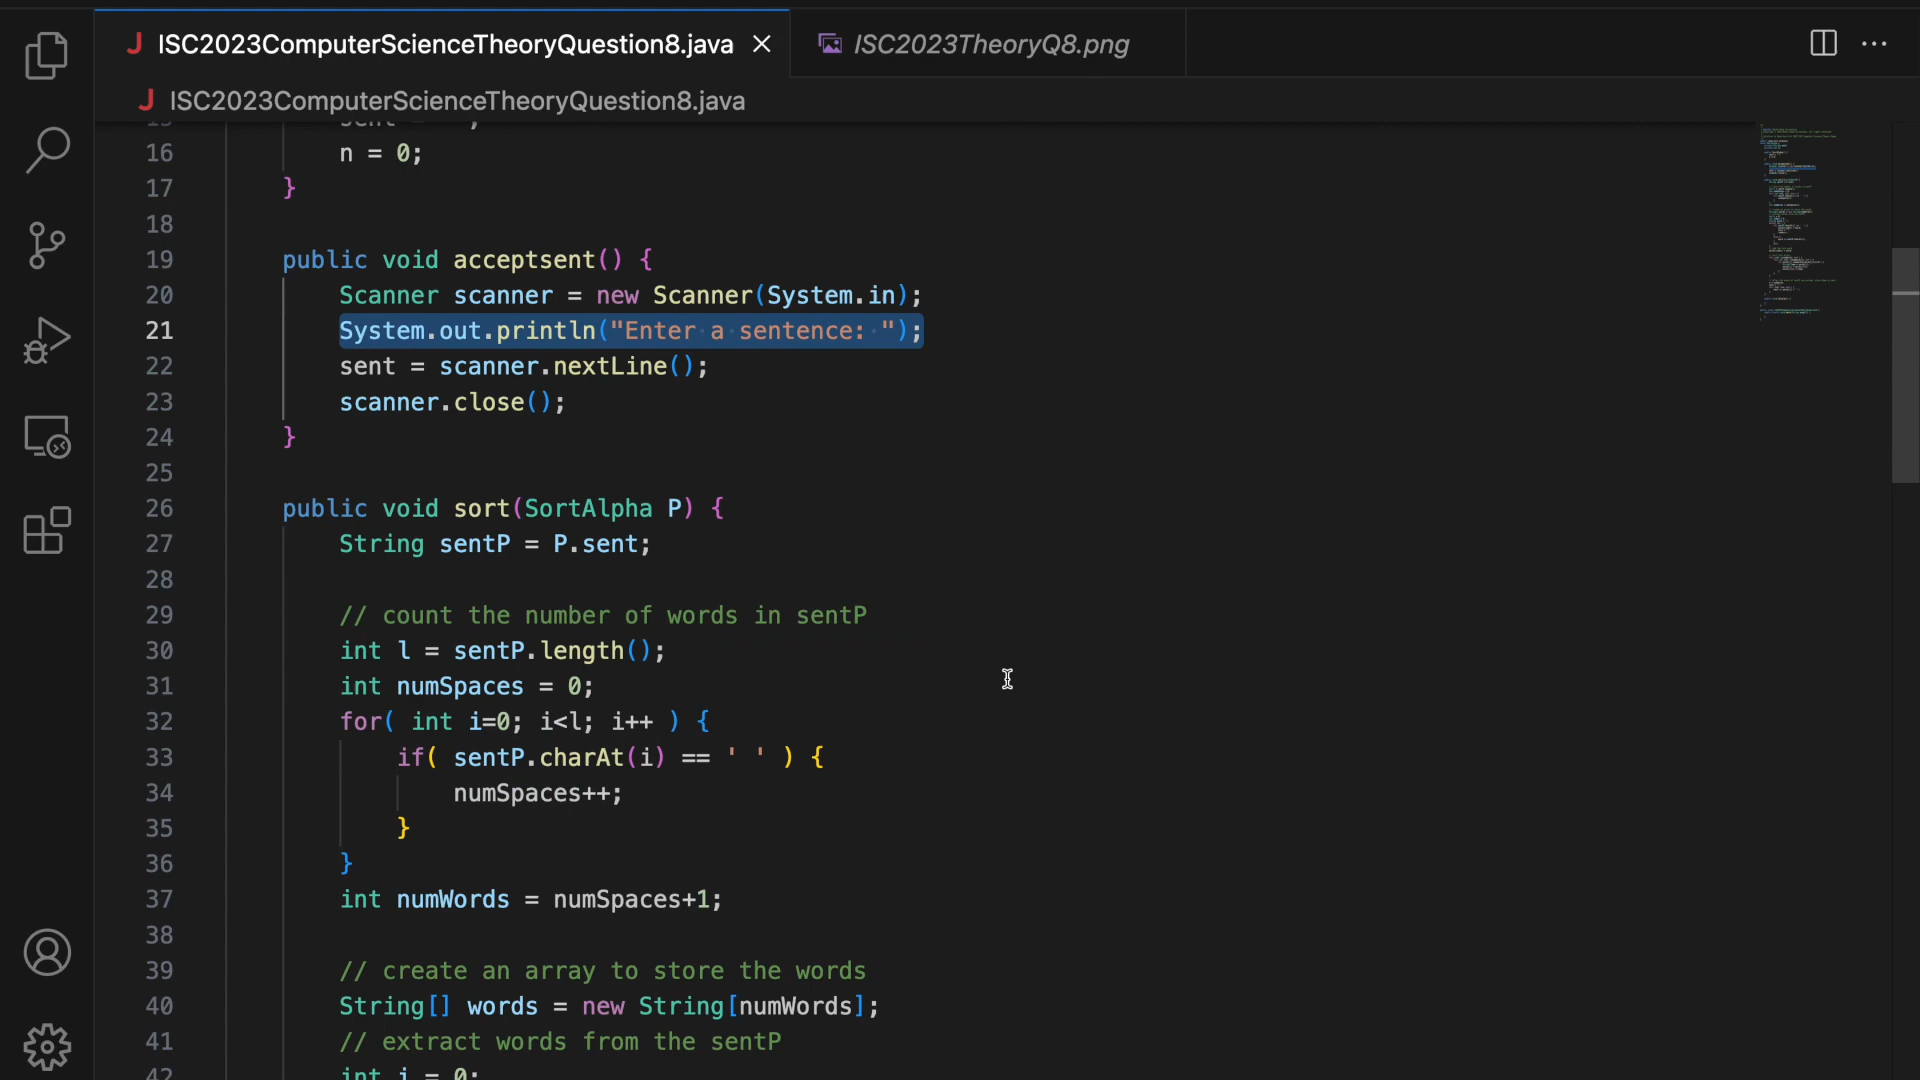 ISC2023ComputerScienceTheoryQuestion8.java
ISC2023TheoryQ8.png
ISC2023ComputerScienceTheoryQuestion8.java
16 n = 0;
17 }
18
19 public void acceptsent() {
20 Scanner scanner = new Scanner(System.in);
21 System.out.println("Enter a sentence: ");
22 sent = scanner.nextLine();
23 scanner.close();
24 }
25
26 public void sort(SortAlpha P) {
27 String sentP = P.sent;
28
29 // count the number of words in sentP
30 int l = sentP.length();
31 int numSpaces = 0;
32 for( int i=0; i<l; i++ ) {
33 if( sentP.charAt(i) == ' ' ) {
34 numSpaces++;
35 }
36 }
37 int numWords = numSpaces+1;
38
39 // create an array to store the words
40 String[] words = new String[numWords];
41 // extract words from the sentP